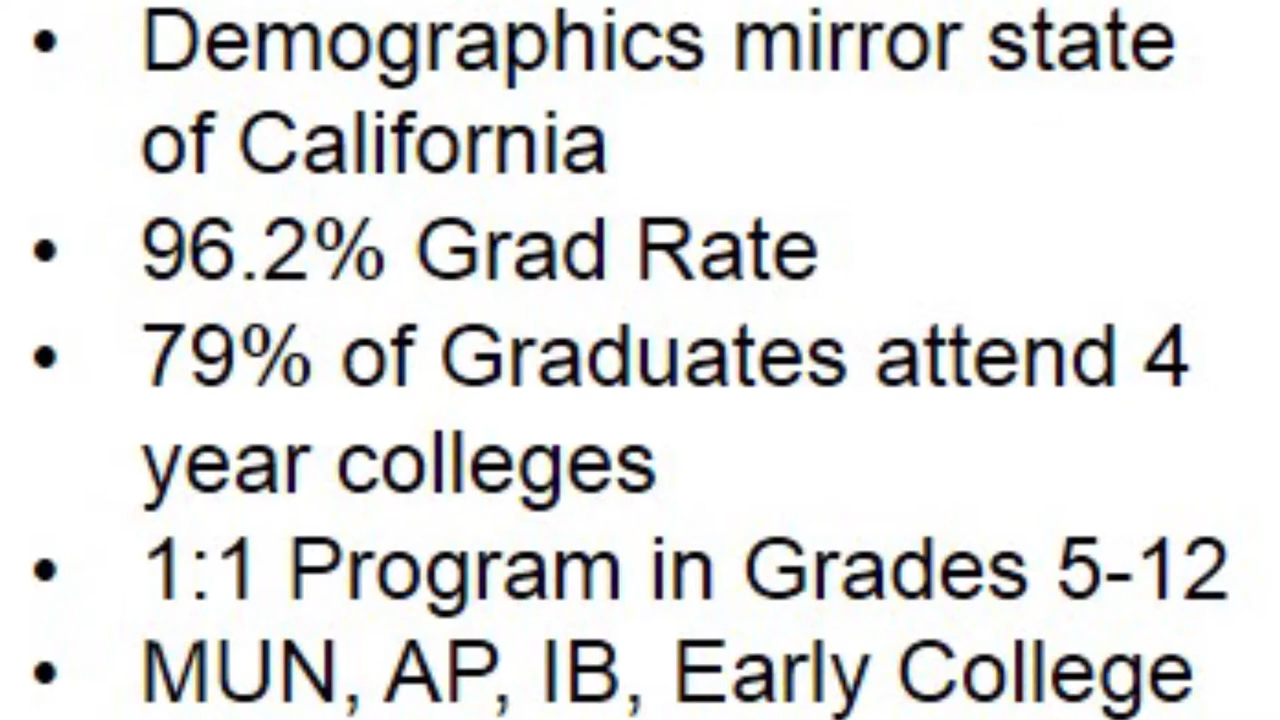 • Demographics mirror state
of California
• 96.2% Grad Rate
• 79% of Graduates attend 4
year colleges
• 1:1 Program in Grades 5-12
• MUN, AP, IB, Early College